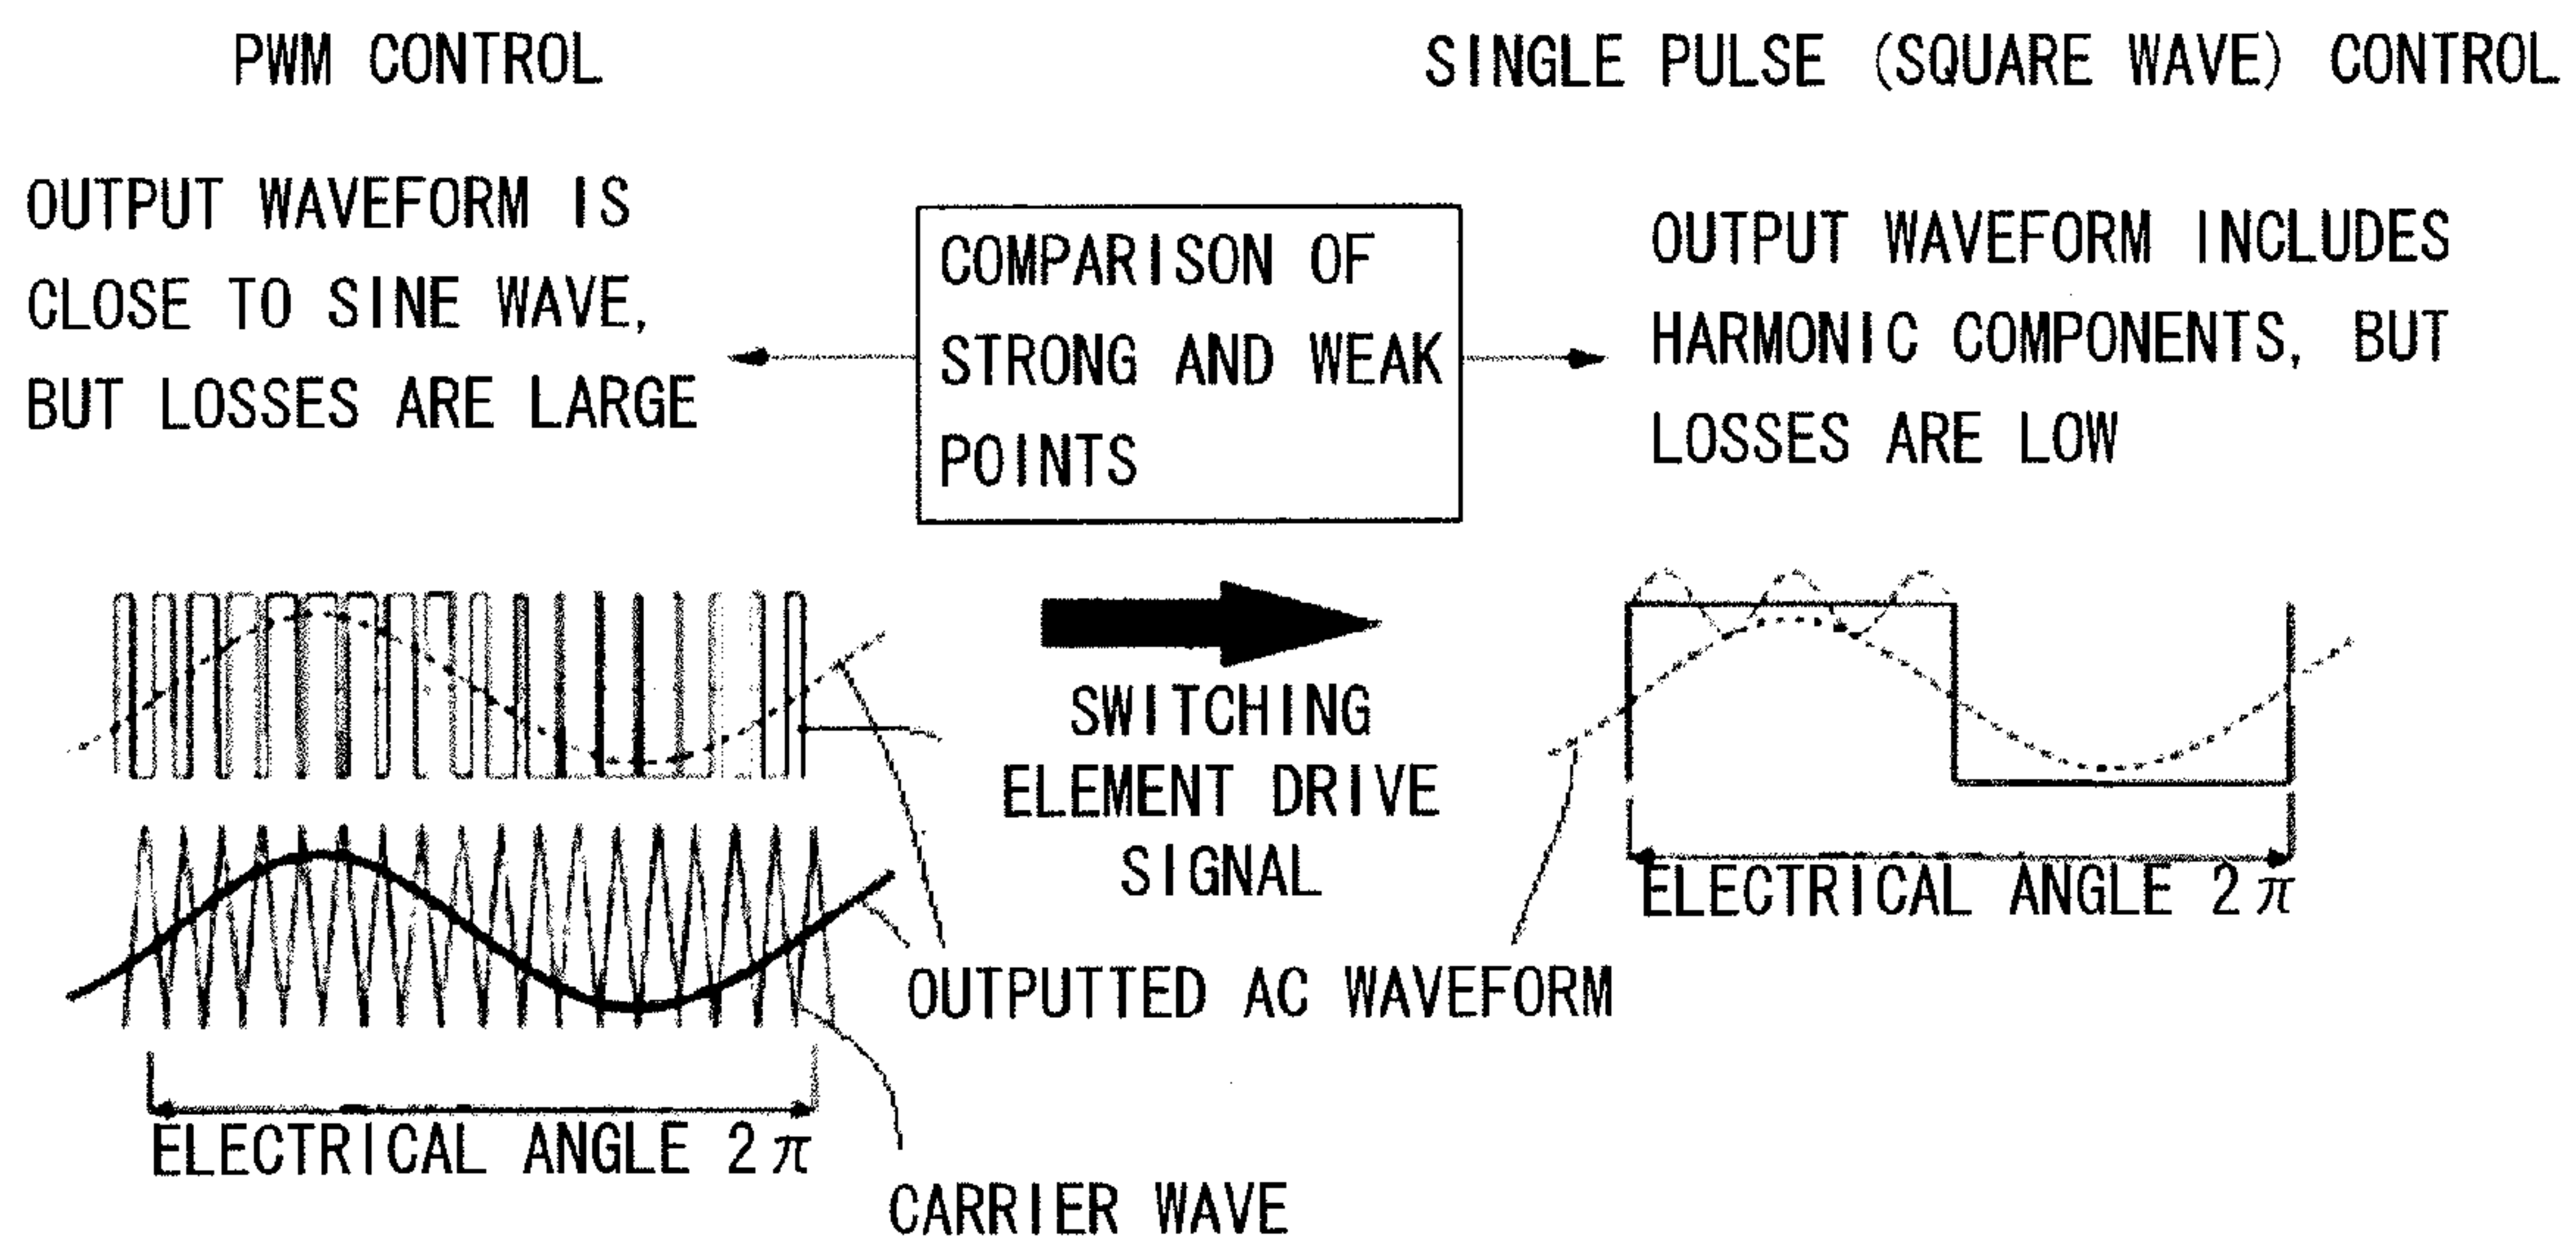 PWM CONTROL
SINGLE PULSE (SQUARE WAVE) CONTROL
OUTPUT WAVEFORM IS
CLOSE TO SINE WAVE,
BUT LOSSES ARE LARGE
COMPARISON OF
STRONG AND WEAK
POINTS
OUTPUT WAVEFORM INCLUDES
HARMONIC COMPONENTS, BUT
LOSSES ARE LOW
SWITCHING
ELEMENT DRIVE
SIGNAL
ELECTRICAL ANGLE 2π
OUTPUTTED AC WAVEFORM
ELECTRICAL ANGLE 2π
CARRIER WAVE